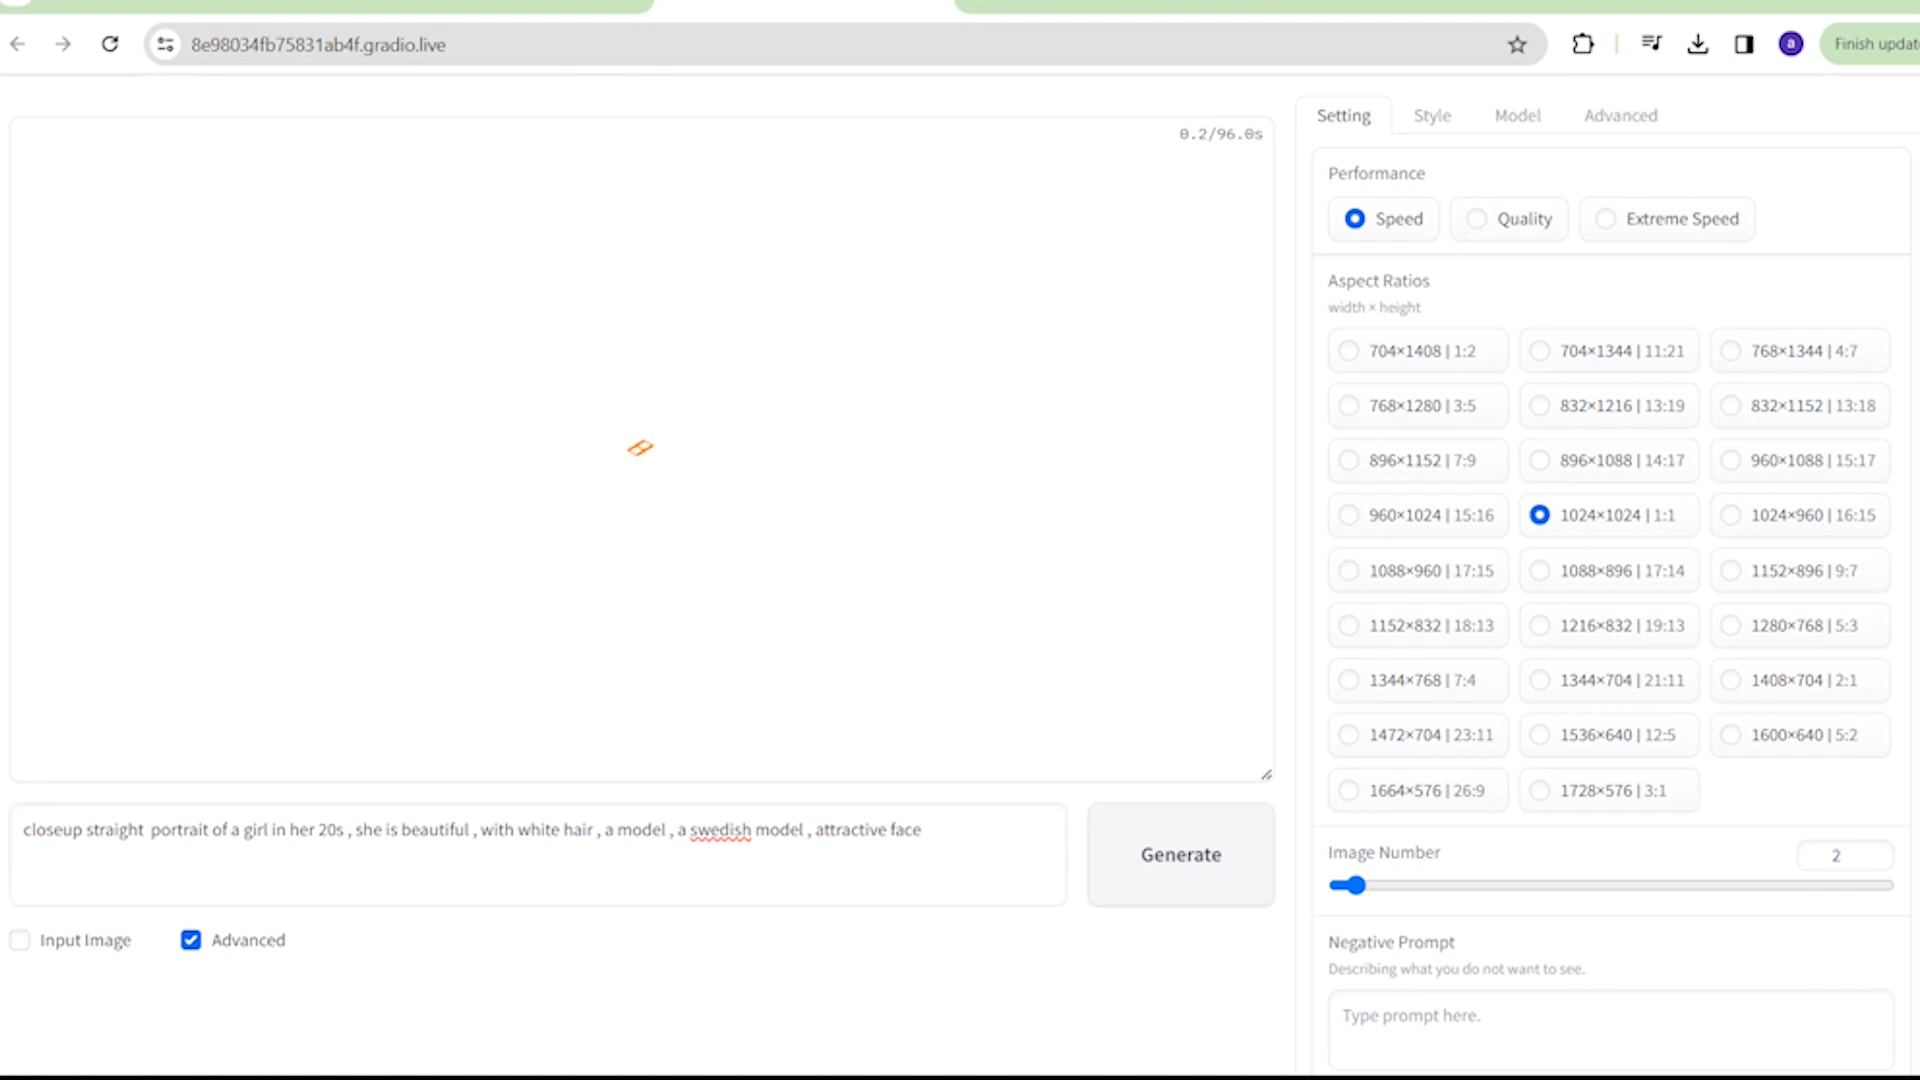 8e98034fb75831ab4f.gradio.live
a
Finish updat
0.2/96.0s
Setting
Style
Model
Advanced
Performance
Speed
Quality
Extreme Speed
Aspect Ratios
width × height
704×1408 | 1:2
704×1344 | 11:21
768×1344 | 4:7
768×1280 | 3:5
832×1216 | 13:19
832×1152 | 13:18
896×1152 | 7:9
896×1088 | 14:17
960×1088 | 15:17
960×1024 | 15:16
1024×1024 | 1:1
1024×960 | 16:15
1088×960 | 17:15
1088×896 | 17:14
1152×896 | 9:7
1152×832 | 18:13
1216×832 | 19:13
1280×768 | 5:3
1344×768 | 7:4
1344×704 | 21:11
1408×704 | 2:1
1472×704 | 23:11
1536×640 | 12:5
1600×640 | 5:2
1664×576 | 26:9
1728×576 | 3:1
closeup straight portrait of a girl in her 20s , she is beautiful , with white hair , a model , a swedish model , attractive face
Generate
Input Image
Advanced
Image Number
2
Negative Prompt
Describing what you do not want to see.
Type prompt here.